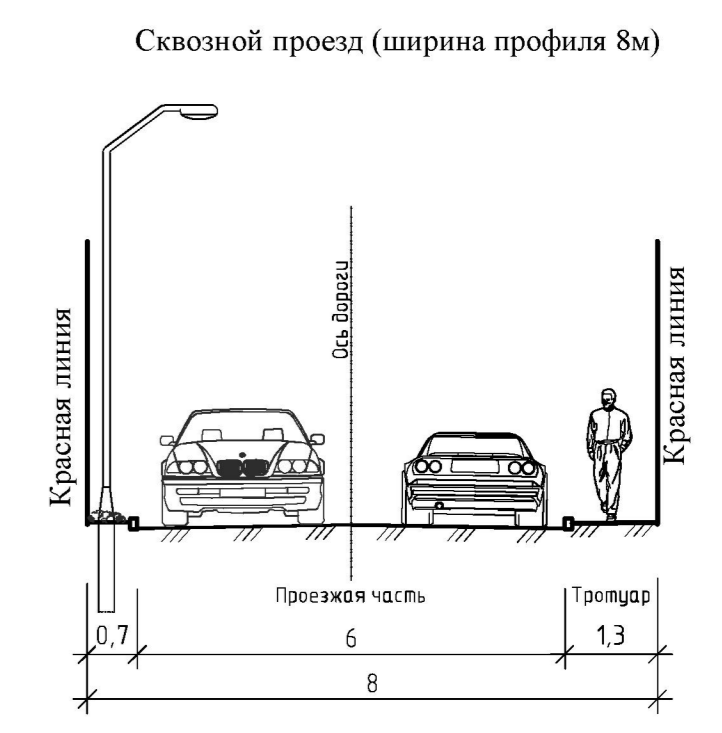 Сквозной проезд (ширина профиля 8м)
Красная линия
Ось дороги
Красная линия
Проезжая часть
Тротуар
0,7
6
1,3
8